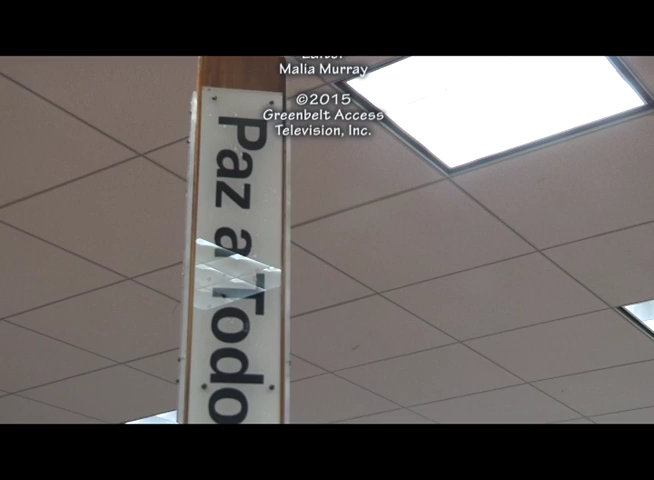 Malia Murray
©2015
Greenbelt Access
Television, Inc.
Paz a Todo